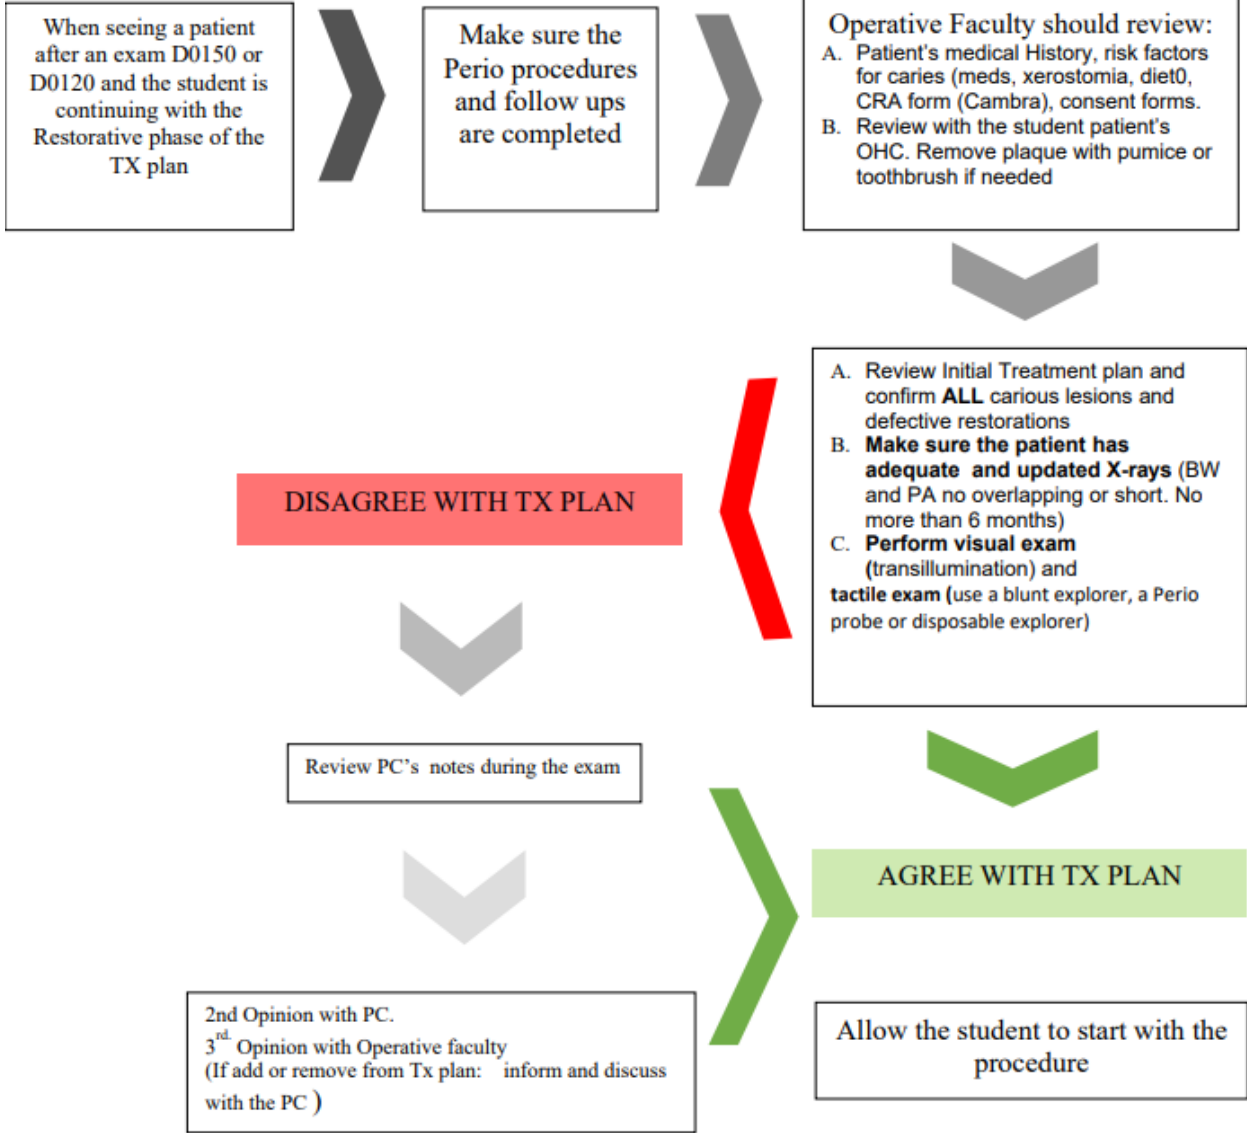 When seeing a patient
after an exam D0150 or
D0120 and the student is
continuing with the
Restorative phase of the
TX plan
Make sure the
Perio procedures
and follow ups
are completed
Operative Faculty should review:
A. Patient's medical History, risk factors
for caries (meds, xerostomia, diet0,
CRA form (Cambra), consent forms.
B. Review with the student patient's
OHC. Remove plaque with pumice or
toothbrush if needed
A. Review Initial Treatment plan and
confirm ALL carious lesions and
defective restorations
B. Make sure the patient has
adequate and updated X-rays (BW
and PA no overlapping or short. No
more than 6 months)
C. Perform visual exam
(transillumination) and
tactile exam (use a blunt explorer, a Perio
probe or disposable explorer)
DISAGREE WITH TX PLAN
Review PC's notes during the exam
2nd Opinion with PC.
3rd. Opinion with Operative faculty
(If add or remove from Tx plan: inform and discuss
with the PC )
AGREE WITH TX PLAN
Allow the student to start with the
procedure